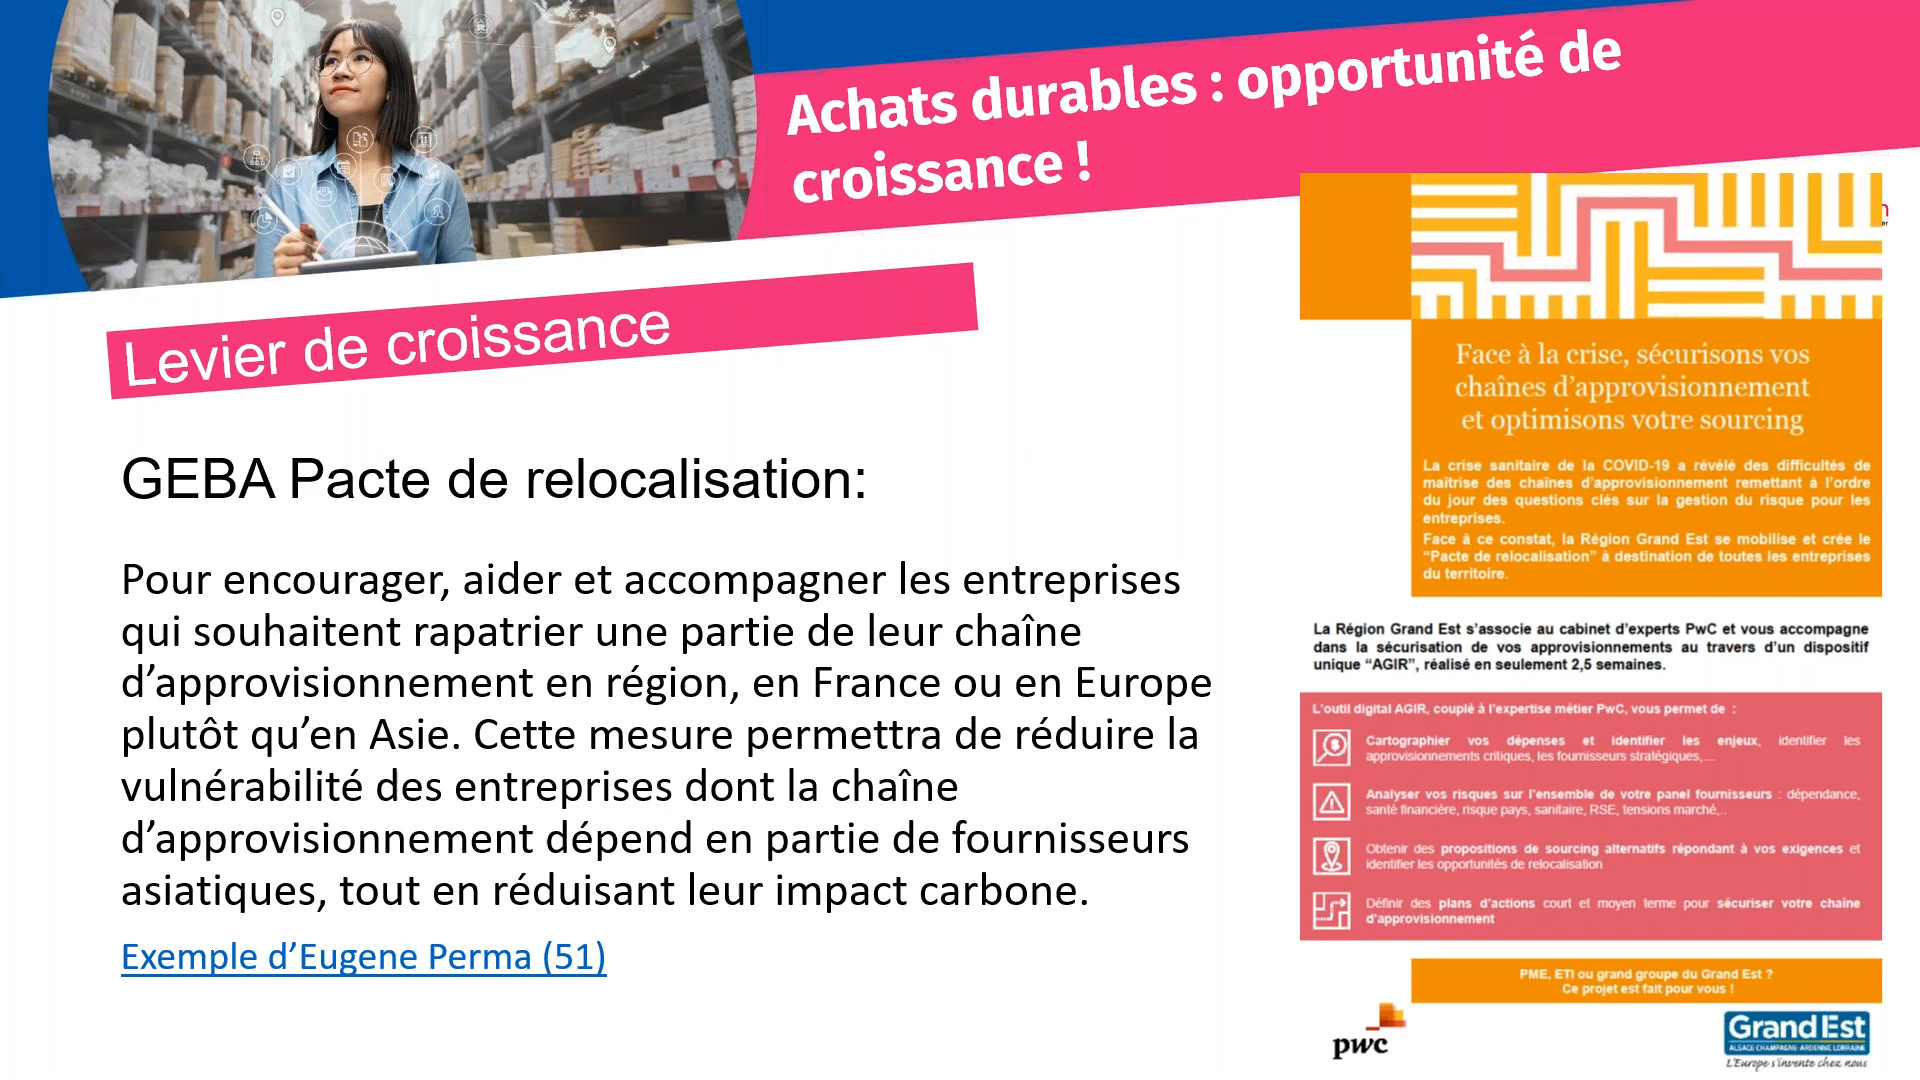 Achats durables : opportunité de
croissance !
Levier de croissance
GEBA Pacte de relocalisation:
Pour encourager, aider et accompagner les entreprises
qui souhaitent rapatrier une partie de leur chaîne
d’approvisionnement en région, en France ou en Europe
plutôt qu’en Asie. Cette mesure permettra de réduire la
vulnérabilité des entreprises dont la chaîne
d’approvisionnement dépend en partie de fournisseurs
asiatiques, tout en réduisant leur impact carbone.
Exemple d’Eugene Perma (51)
Face à la crise, sécurisons vos
chaînes d’approvisionnement
et optimisons votre sourcing
La crise sanitaire de la COVID-19 a révélé des difficultés de
maîtrise des chaînes d’approvisionnement remettant à l’ordre
du jour des questions clés sur la gestion du risque pour les
entreprises.
Face à ce constat, la Région Grand Est se mobilise et crée le
“Pacte de relocalisation” à destination de toutes les entreprises
du territoire.
La Région Grand Est s’associe au cabinet d’experts PwC et vous accompagne
dans la sécurisation de vos approvisionnements au travers d’un dispositif
unique “AGIR”, réalisé en seulement 2,5 semaines.
L’outil digital AGIR, couplé à l’expertise métier PwC, vous permet de :
Cartographier vos dépenses et identifier les enjeux, identifier les
approvisionnements critiques, les fournisseurs stratégiques,....
Analyser vos risques sur l’ensemble de votre panel fournisseurs : dépendance,
santé financière, risque pays, sanitaire, RSE, tensions marché,..
Obtenir des propositions de sourcing alternatifs répondant à vos exigences et
identifier les opportunités de relocalisation
Définir des plans d’actions court et moyen terme pour sécuriser votre chaîne
d’approvisionnement
PME, ETI ou grand groupe du Grand Est ?
Ce projet est fait pour vous !
pwc
Grand Est
ALSACE CHAMPAGNE-ARDENNE LORRAINE
L’Europe s’invente chez nous